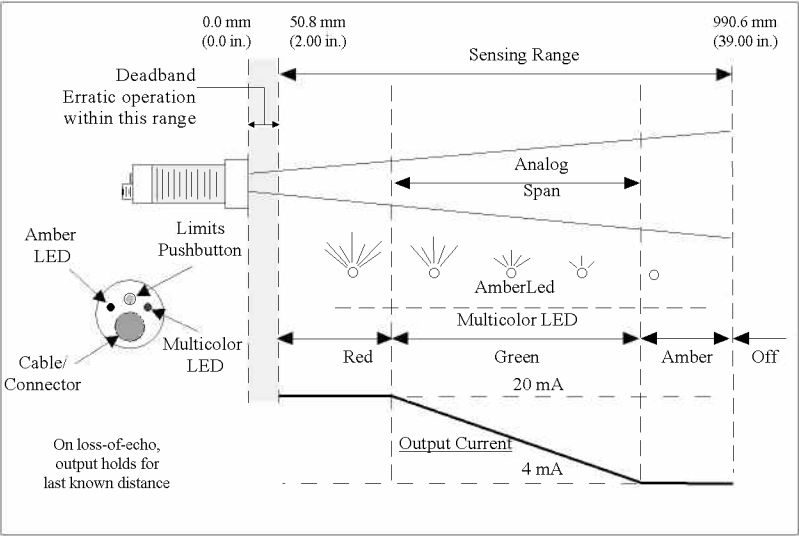 0.0 mm
(0.0 in.)
50.8 mm
(2.00 in.)
990.6 mm
(39.00 in.)
Sensing Range
Deadband
Erratic operation
within this range
Analog
Span
Amber
LED
Limits
Pushbutton
Multicolor
LED
Cable/
Connector
AmberLed
Multicolor LED
Red
Green
Amber
Off
20 mA
Output Current
4 mA
On loss-of-echo,
output holds for
last known distance